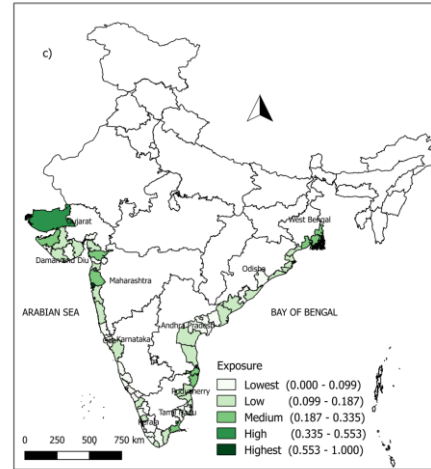 c)
West Bengal
Gujarat
Daman and Diu
Odisha
Maharashtra
ARABIAN SEA
BAY OF BENGAL
Andhra Pradesh
Karnataka
Tamil Nadu
Kerala
Exposure
Lowest (0.000 - 0.099)
Low (0.099 - 0.187)
Medium (0.187 - 0.335)
High (0.335 - 0.553)
Highest (0.553 - 1.000)
0 250 500 750 km